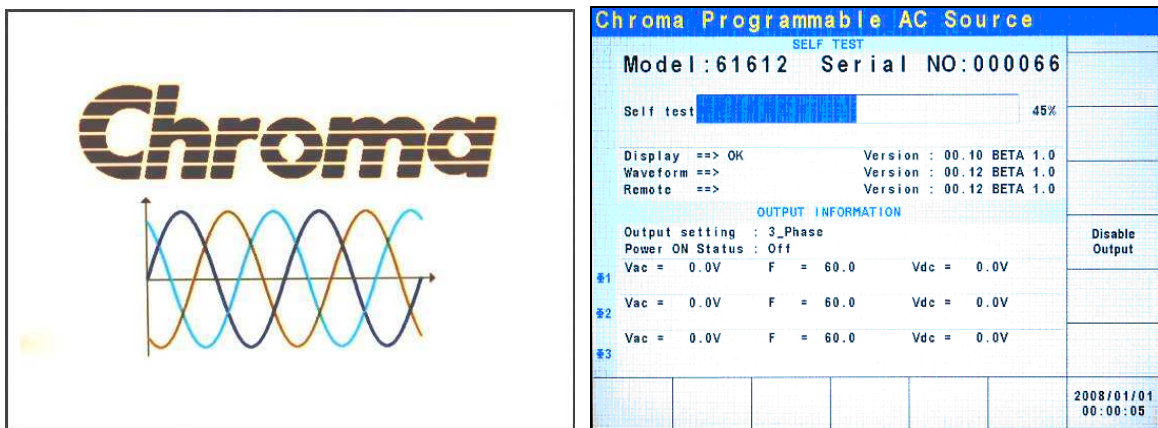 Chroma
Chroma Programmable AC Source
SELF TEST
Model:61612 Serial NO:000066
Self test 45%
Display ==> OK Version : 00.10 BETA 1.0
Waveform ==> Version : 00.12 BETA 1.0
Remote ==> Version : 00.12 BETA 1.0
OUTPUT INFORMATION
Output setting : 3_Phase
Power ON Status : Off
Disable
Output
Φ1 Vac = 0.0V F = 60.0 Vdc = 0.0V
Φ2 Vac = 0.0V F = 60.0 Vdc = 0.0V
Φ3 Vac = 0.0V F = 60.0 Vdc = 0.0V
2008/01/01
00:00:05